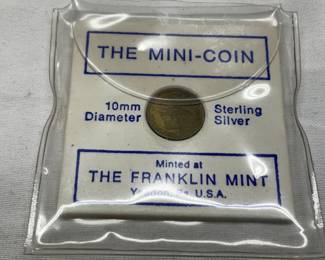 THE MINI-COIN
10mm Sterling
Diameter Silver
Minted at
THE FRANKLIN MINT
U.S.A.